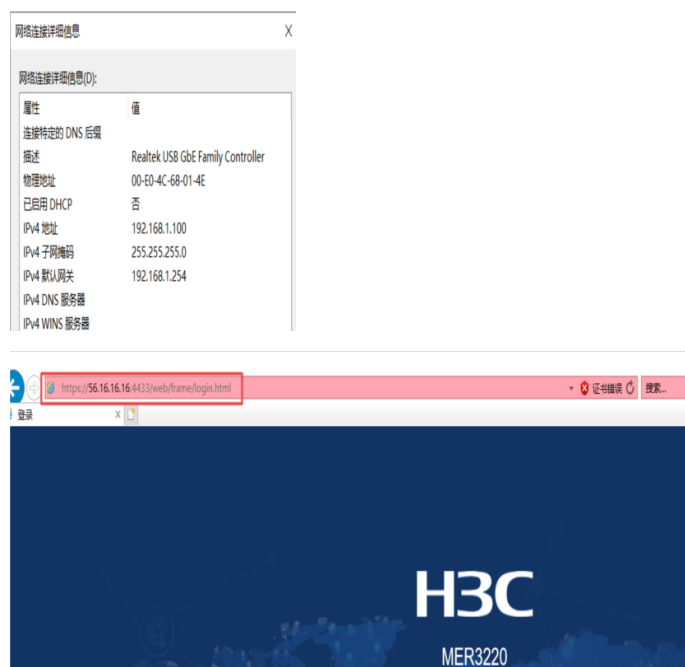 网络连接详细信息
网络连接详细信息(D):
属性 值
连接特定的 DNS 后缀
描述 Realtek USB GbE Family Controller
物理地址 00-E0-4C-68-01-4E
已启用 DHCP 否
IPv4 地址 192.168.1.100
IPv4 子网掩码 255.255.255.0
IPv4 默认网关 192.168.1.254
IPv4 DNS 服务器
IPv4 WINS 服务器
https://56.16.16.16:4433/web/frame/login.html 证书错误 搜索...
登录
H3C
MER3220